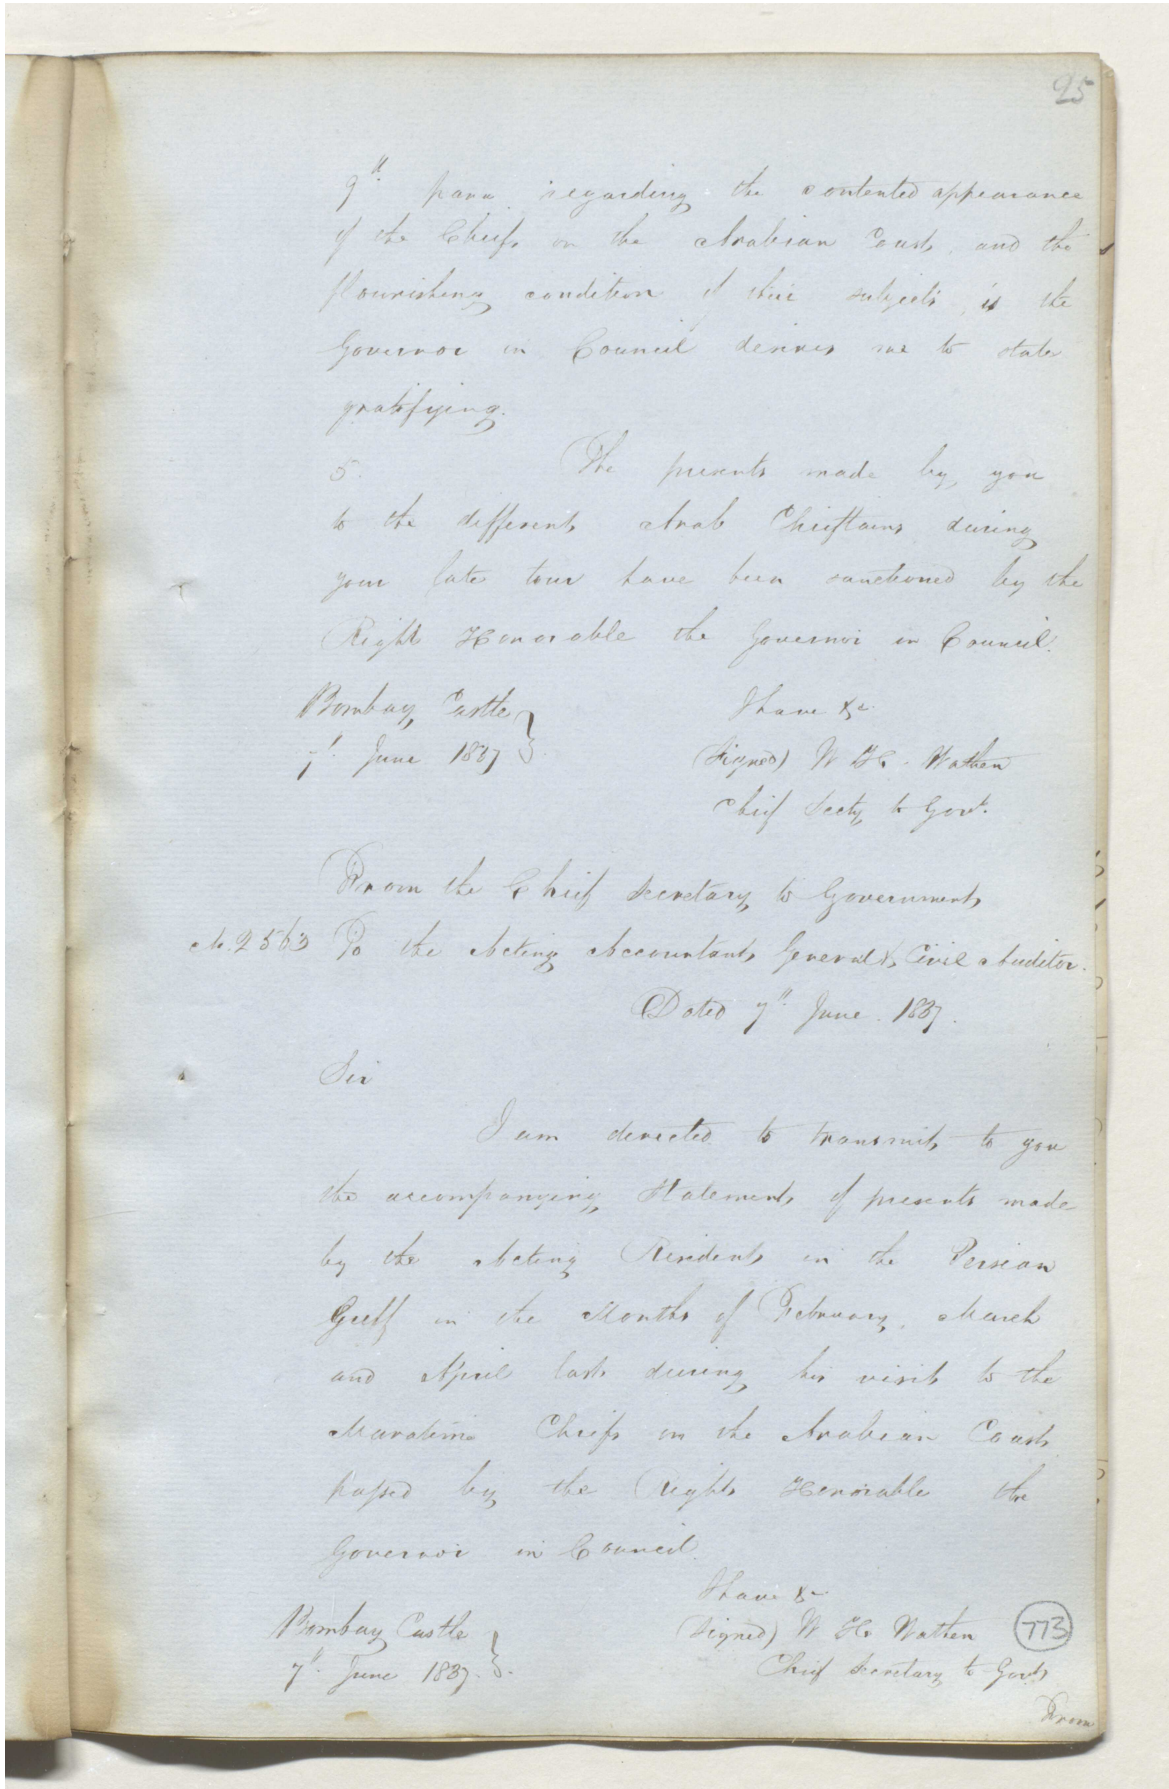 95
9th para regarding the contented appearance
of the Chiefs on the Arabian Coast, and the
flourishing condition of their subjects, is the
Governor in Council desires me to state
gratifying.
5. The presents made by you
to the different Arab Chieftains during
your late tour have been sanctioned by the
Right Honorable the Governor in Council.
Bombay Castle } I have &c
7th June 1837 (Signed) W H. Wathen
Chief Secty to Govt.
From the Chief Secretary to Government
No. 2563 To the Acting Accountant General & Civil Auditor.
Dated 7th June 1837.
Sir
I am directed to transmit to you
the accompanying Statement of presents made
by the Acting Resident in the Persian
Gulf in the Months of February, March
and April last during his visit to the
Maratime Chiefs on the Arabian Coast
passed by the Right Honorable the
Governor in Council
I have &c
Bombay Castle } (Signed) W H. Wathen 773
7th June 1837. Chief Secretary to Govt
From